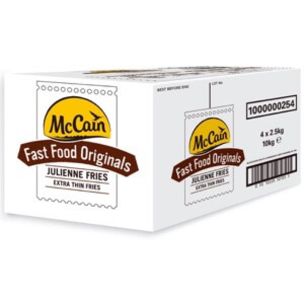 McCain
Fast Food Originals
JULIENNE FRIES
EXTRA THIN FRIES
BEST BEFORE END
LOT No.
1000000254
4 x 2.5kg
10kg ℮
McCain
Fast Food Originals
JULIENNE FRIES
EXTRA THIN FRIES